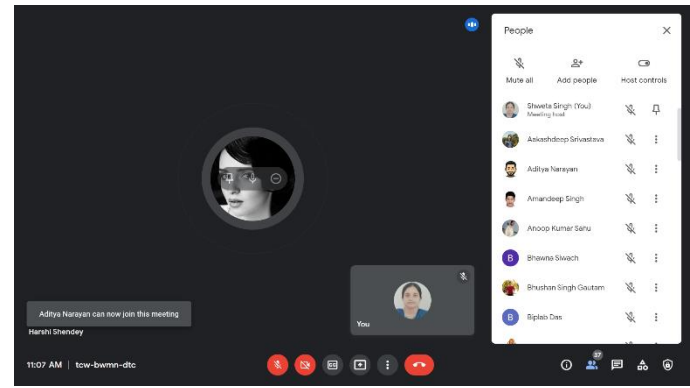 People
Mute all
Add people
Host controls
Shweta Singh (You)
Meeting host
Aakashdeep Srivastava
Aditya Narayan
Amandeep Singh
Anoop Kumar Sahu
B
Bhawna Siwach
Bhushan Singh Gautam
B
Biplab Das
You
Aditya Narayan can now join this meeting
Harshi Shendey
11:07 AM | tcw-bwmn-dtc
CC
27